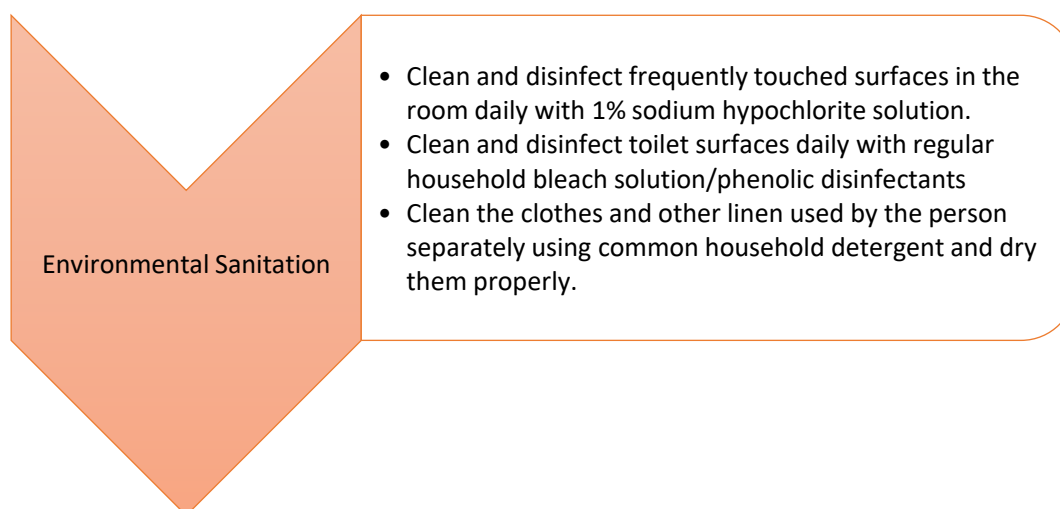 Environmental Sanitation
• Clean and disinfect frequently touched surfaces in the
room daily with 1% sodium hypochlorite solution.
• Clean and disinfect toilet surfaces daily with regular
household bleach solution/phenolic disinfectants
• Clean the clothes and other linen used by the person
separately using common household detergent and dry
them properly.